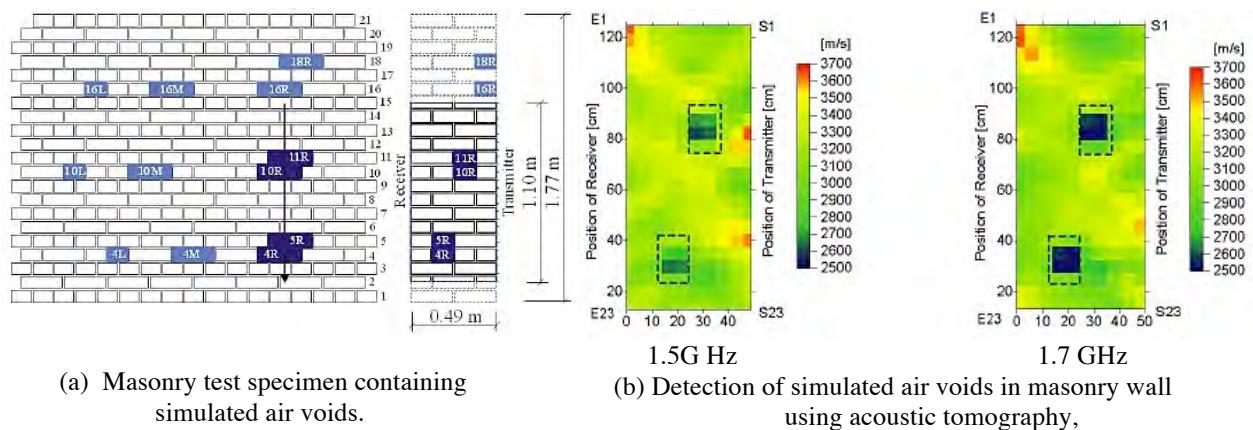 21
20
19
18R 18
17
16L 16M 16R 16
15
14
13
12
11R 11
10L 10M 10R 10
9
8
7
6
5R 5
4L 4M 4R 4
3
2
1
18R
16R
11R
10R
5R
4R
Receiver
Transmitter
1.10 m
1.77 m
0.49 m
E1 S1
120
100
80
60
40
20
Position of Receiver [cm]
Position of Transmitter [cm]
E23 S23
0 10 20 30 40
[m/s]
3700
3600
3500
3400
3300
3200
3100
3000
2900
2800
2700
2600
2500
1.5G Hz
E1 S1
120
100
80
60
40
20
Position of Receiver [cm]
Position of Transmitter [cm]
E23 S23
0 10 20 30 40 50
[m/s]
3700
3600
3500
3400
3300
3200
3100
3000
2900
2800
2700
2600
2500
1.7 GHz
(a) Masonry test specimen containing
simulated air voids.
(b) Detection of simulated air voids in masonry wall
using acoustic tomography,